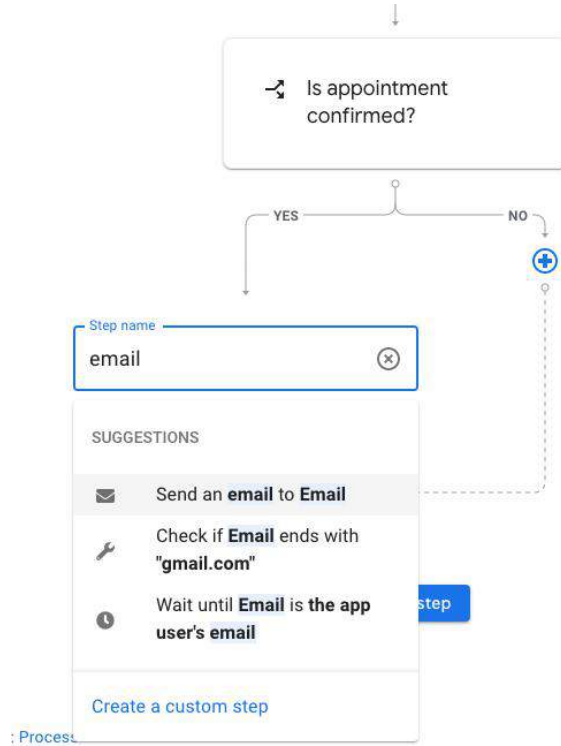 Is appointment
confirmed?
YES
NO
Step name
email
SUGGESTIONS
Send an email to Email
Check if Email ends with
"gmail.com"
Wait until Email is the app
user's email
step
Create a custom step
: Process